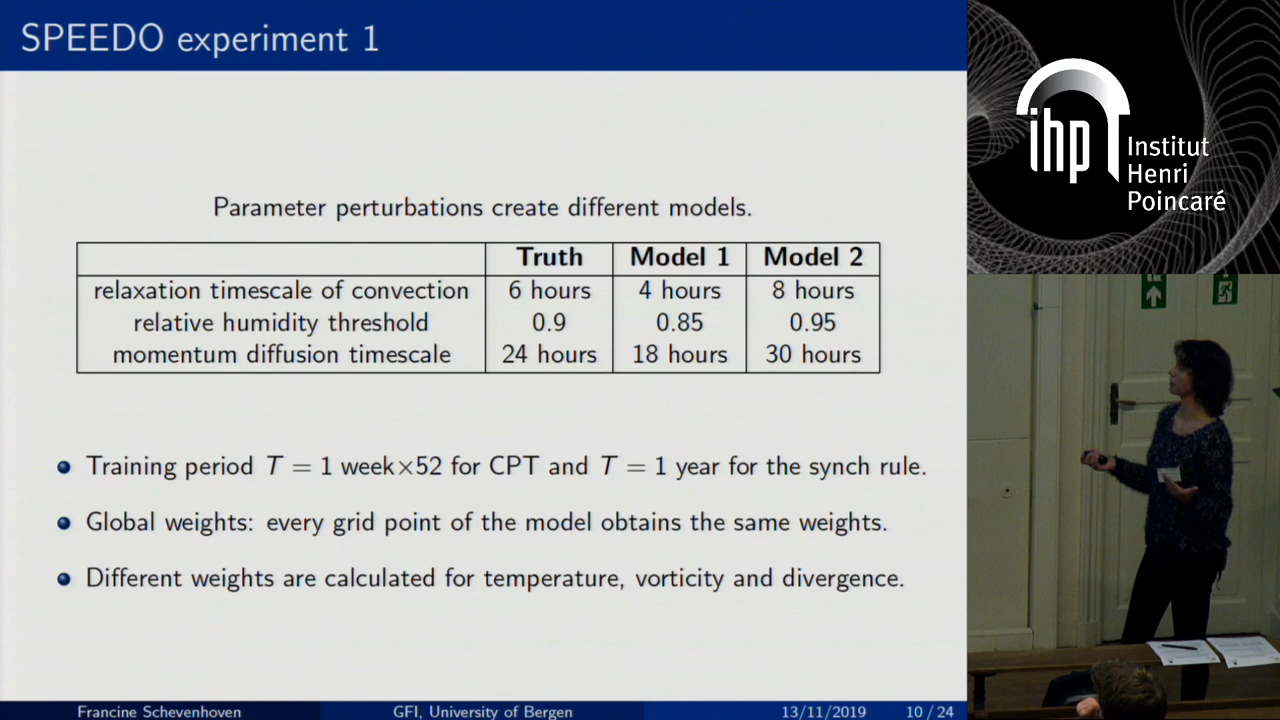 SPEEDO experiment 1
Parameter perturbations create different models.
Truth Model 1 Model 2
relaxation timescale of convection 6 hours 4 hours 8 hours
relative humidity threshold 0.9 0.85 0.95
momentum diffusion timescale 24 hours 18 hours 30 hours
Training period T = 1 week×52 for CPT and T = 1 year for the synch rule.
Global weights: every grid point of the model obtains the same weights.
Different weights are calculated for temperature, vorticity and divergence.
Francine Schevenhoven GFI, University of Bergen 13/11/2019 10 / 24
ihp Institut
Henri
Poincaré